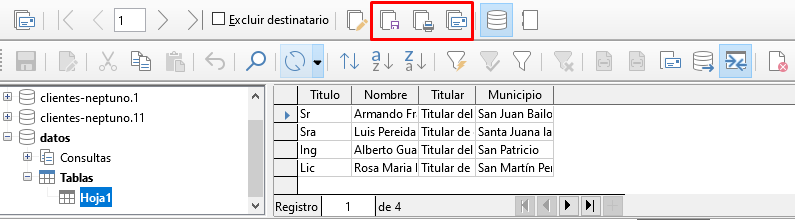 1 Excluir destinatario
Titulo Nombre Titular Municipio
clientes-neptuno.1
clientes-neptuno.11
datos
Consultas
Tablas
Hoja1
Sr Armando Fr Titular del San Juan Bailo
Sra Luis Pereida Titular de Santa Juana la
Ing Alberto Gua Titular de San Patricio
Lic Rosa Maria I Titular de San Martín Per
Registro 1 de 4